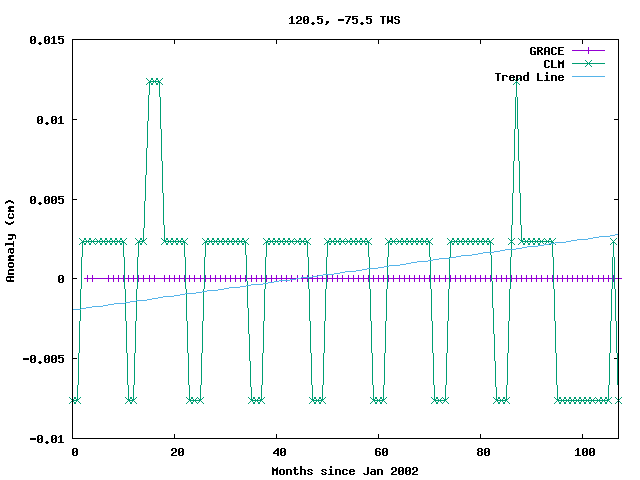 120.5, -75.5 TWS
0.015
0.01
0.005
0
-0.005
-0.01
Anomaly (cm)
GRACE
CLM
Trend Line
0 20 40 60 80 100
Months since Jan 2002